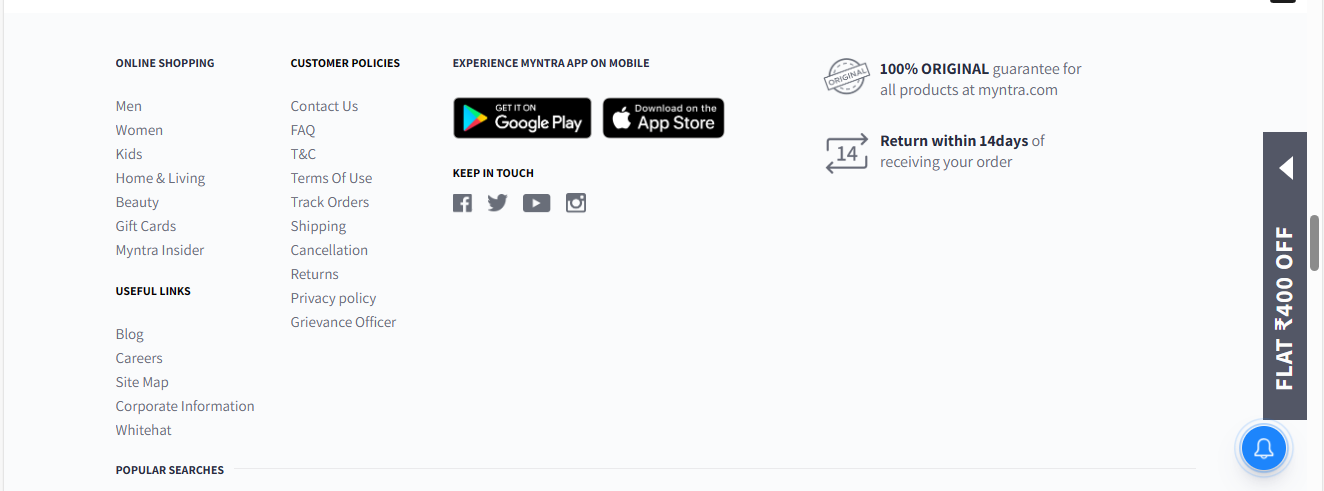 ONLINE SHOPPING
Men
Women
Kids
Home & Living
Beauty
Gift Cards
Myntra Insider
USEFUL LINKS
Blog
Careers
Site Map
Corporate Information
Whitehat
CUSTOMER POLICIES
Contact Us
FAQ
T&C
Terms Of Use
Track Orders
Shipping
Cancellation
Returns
Privacy policy
Grievance Officer
EXPERIENCE MYNTRA APP ON MOBILE
GET IT ON
Google Play
Download on the
App Store
KEEP IN TOUCH
ORIGINAL
100% ORIGINAL guarantee for
all products at myntra.com
14
Return within 14days of
receiving your order
FLAT ₹400 OFF
POPULAR SEARCHES